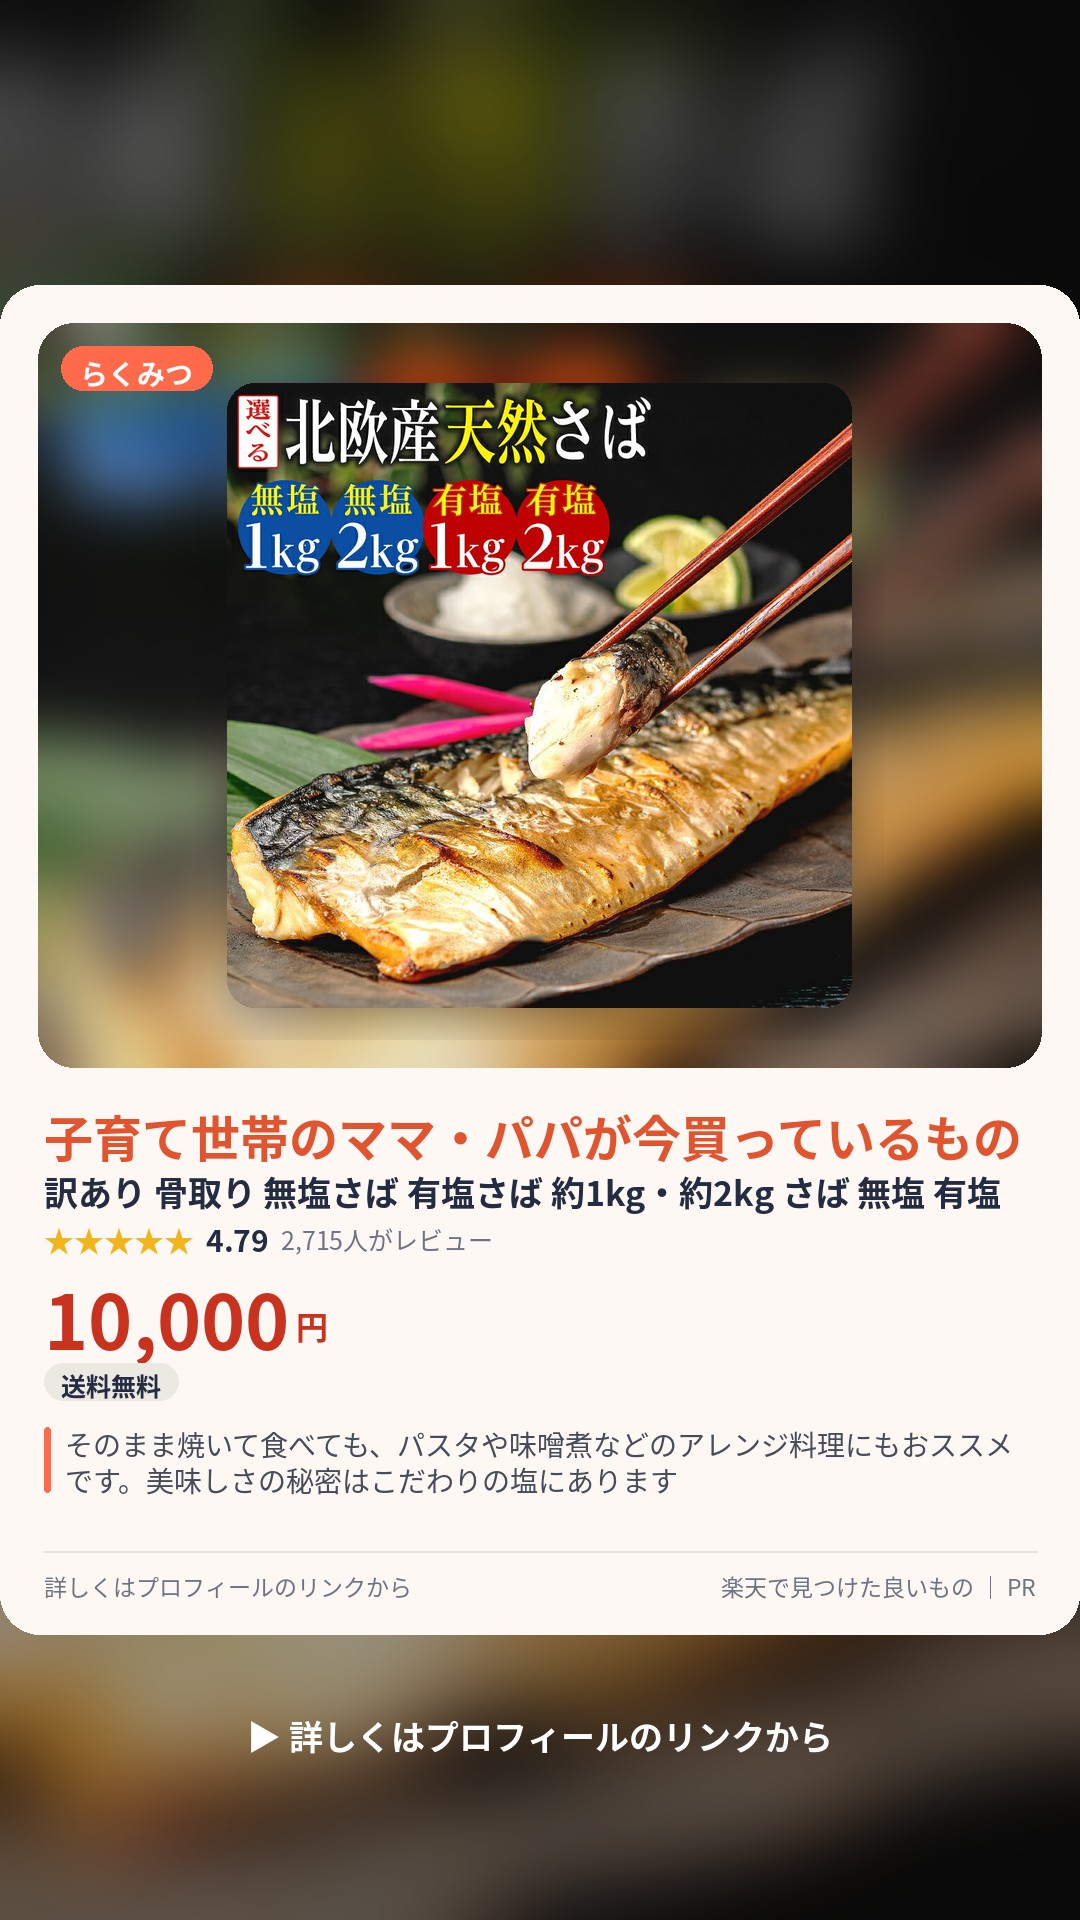 らくみつ
選べる
北欧産天然さば
無塩 無塩 有塩 有塩
1kg 2kg 1kg 2kg
子育て世帯のママ・パパが今買っているもの
訳あり 骨取り 無塩さば 有塩さば 約1kg・約2kg さば 無塩 有塩
★★★★★ 4.79 2,715人がレビュー
10,000円
送料無料
そのまま焼いて食べても、パスタや味噌煮などのアレンジ料理にもおススメ
です。美味しさの秘密はこだわりの塩にあります
詳しくはプロフィールのリンクから
楽天で見つけた良いもの｜PR
▶ 詳しくはプロフィールのリンクから